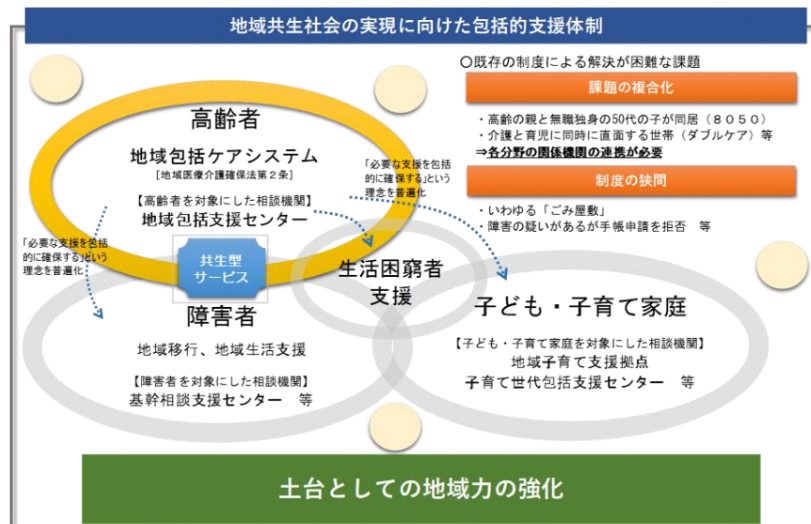 地域共生社会の実現に向けた包括的支援体制
〇既存の制度による解決が困難な課題
課題の複合化
・高齢の親と無職独身の50代の子が同居（８０５０）
・介護と育児に同時に直面する世帯（ダブルケア）等
⇒各分野の関係機関の連携が必要
制度の狭間
・いわゆる「ごみ屋敷」
・障害の疑いがあるが手帳申請を拒否　等
高齢者
地域包括ケアシステム
[地域医療介護確保法第２条]
【高齢者を対象にした相談機関】
地域包括支援センター
「必要な支援を包括
的に確保する」という
理念を普遍化
「必要な支援を包括
的に確保する」という
理念を普遍化
共生型
サービス
生活困窮者
支援
障害者
地域移行、地域生活支援
【障害者を対象にした相談機関】
基幹相談支援センター　等
子ども・子育て家庭
【子ども・子育て家庭を対象にした相談機関】
地域子育て支援拠点
子育て世代包括支援センター　等
土台としての地域力の強化